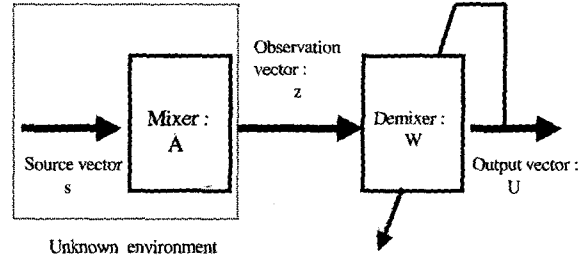 Observation
vector :
z
Mixer :
A
Demixer :
W
Source vector
s
Output vector :
U
Unknown environment